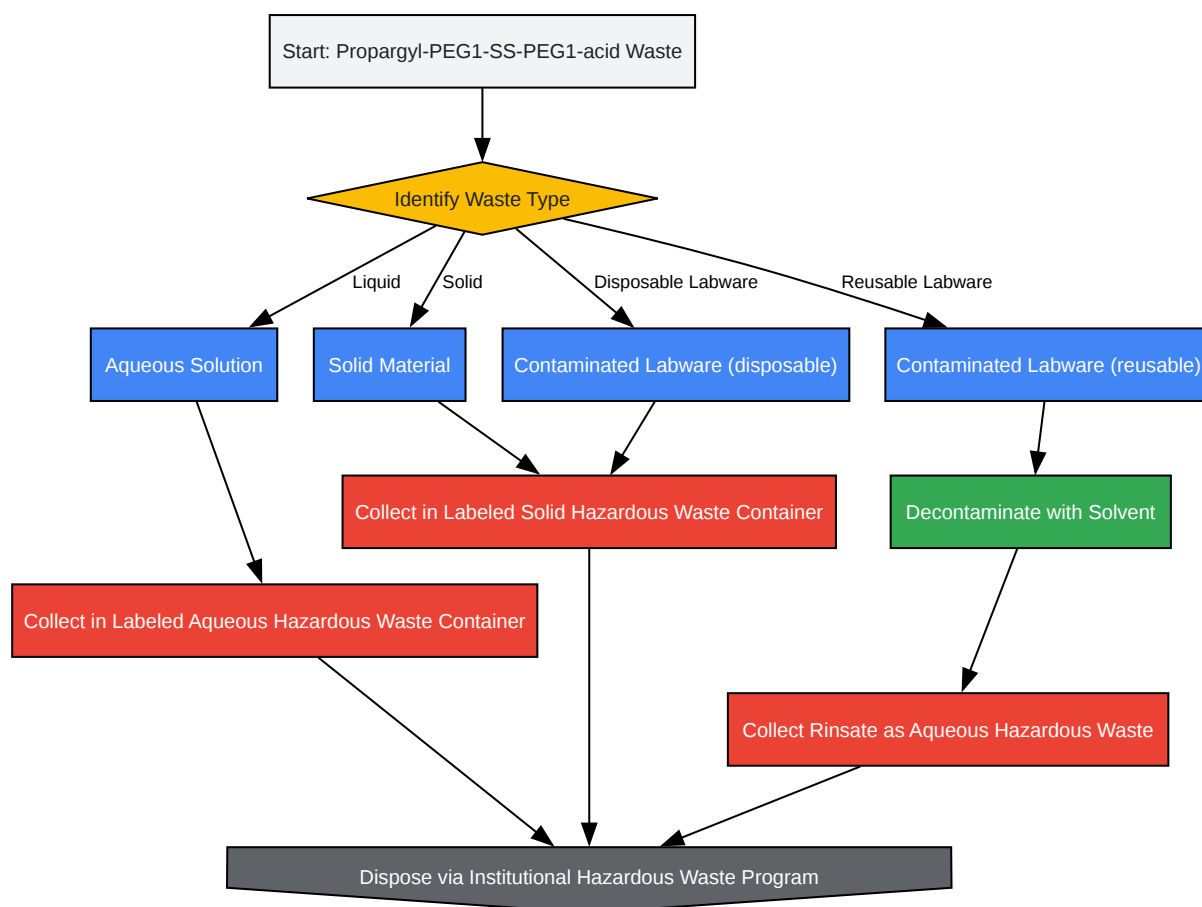 Start: Propargyl-PEG1-SS-PEG1-acid Waste
Identify Waste Type
Liquid
Solid
Disposable Labware
Reusable Labware
Aqueous Solution
Solid Material
Contaminated Labware (disposable)
Contaminated Labware (reusable)
Collect in Labeled Solid Hazardous Waste Container
Decontaminate with Solvent
Collect in Labeled Aqueous Hazardous Waste Container
Collect Rinsate as Aqueous Hazardous Waste
Dispose via Institutional Hazardous Waste Program